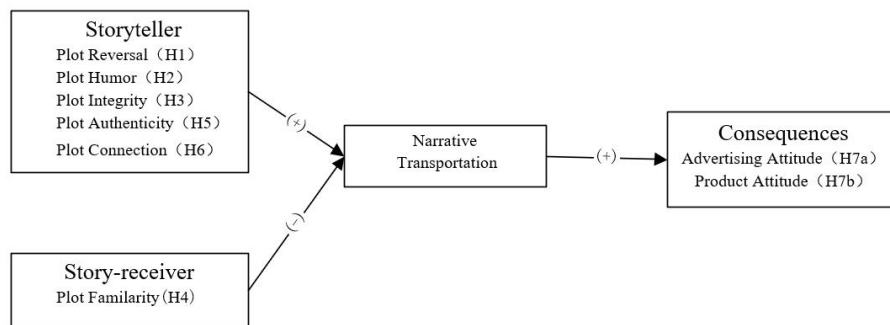 Storyteller
Plot Reversal（H1）
Plot Humor（H2）
Plot Integrity（H3）
Plot Authenticity（H5）
Plot Connection（H6）
(+)
Narrative
Transportation
(+)
Consequences
Advertising Attitude（H7a）
Product Attitude（H7b）
(-)
Story-receiver
Plot Familarity(H4)